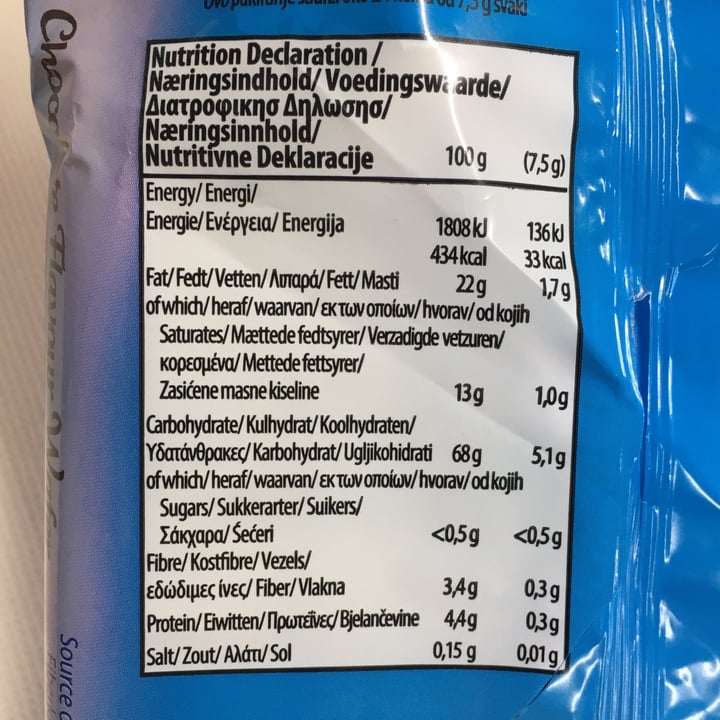 Nutrition Declaration /
Næringsindhold/ Voedingswaarde/
Διατροφικησ Δηλωσησ/
Næringsinnhold/
Nutritivne Deklaracije 100 g (7,5 g)
Energy/ Energi/
Energie/ Ενέργεια/ Energija 1808 kJ 136 kJ
434 kcal 33 kcal
Fat/ Fedt/ Vetten/ Λιπαρά/ Fett/ Masti 22 g 1,7 g
of which/ heraf/ waarvan/ εκ των οποίων/ hvorav/ od kojih
Saturates/ Mættede fedtsyrer/ Verzadigde vetzuren/
κορεσμένα/ Mettede fettsyrer/
Zasićene masne kiseline 13 g 1,0 g
Carbohydrate/ Kulhydrat/ Koolhydraten/
Υδατάνθρακες/ Karbohydrat/ Ugljikohidrati 68 g 5,1 g
of which/ heraf/ waarvan/ εκ των οποίων/ hvorav/ od kojih
Sugars/ Sukkerarter/ Suikers/
Σάκχαρα/ Šećeri <0,5 g <0,5 g
Fibre/ Kostfibre/ Vezels/
εδώδιμες ίνες/ Fiber/ Vlakna 3,4 g 0,3 g
Protein/ Eiwitten/ Πρωτεΐνες/ Bjelančevine 4,4 g 0,3 g
Salt/ Zout/ Αλάτι/ Sol 0,15 g 0,01 g
Flavour
Source